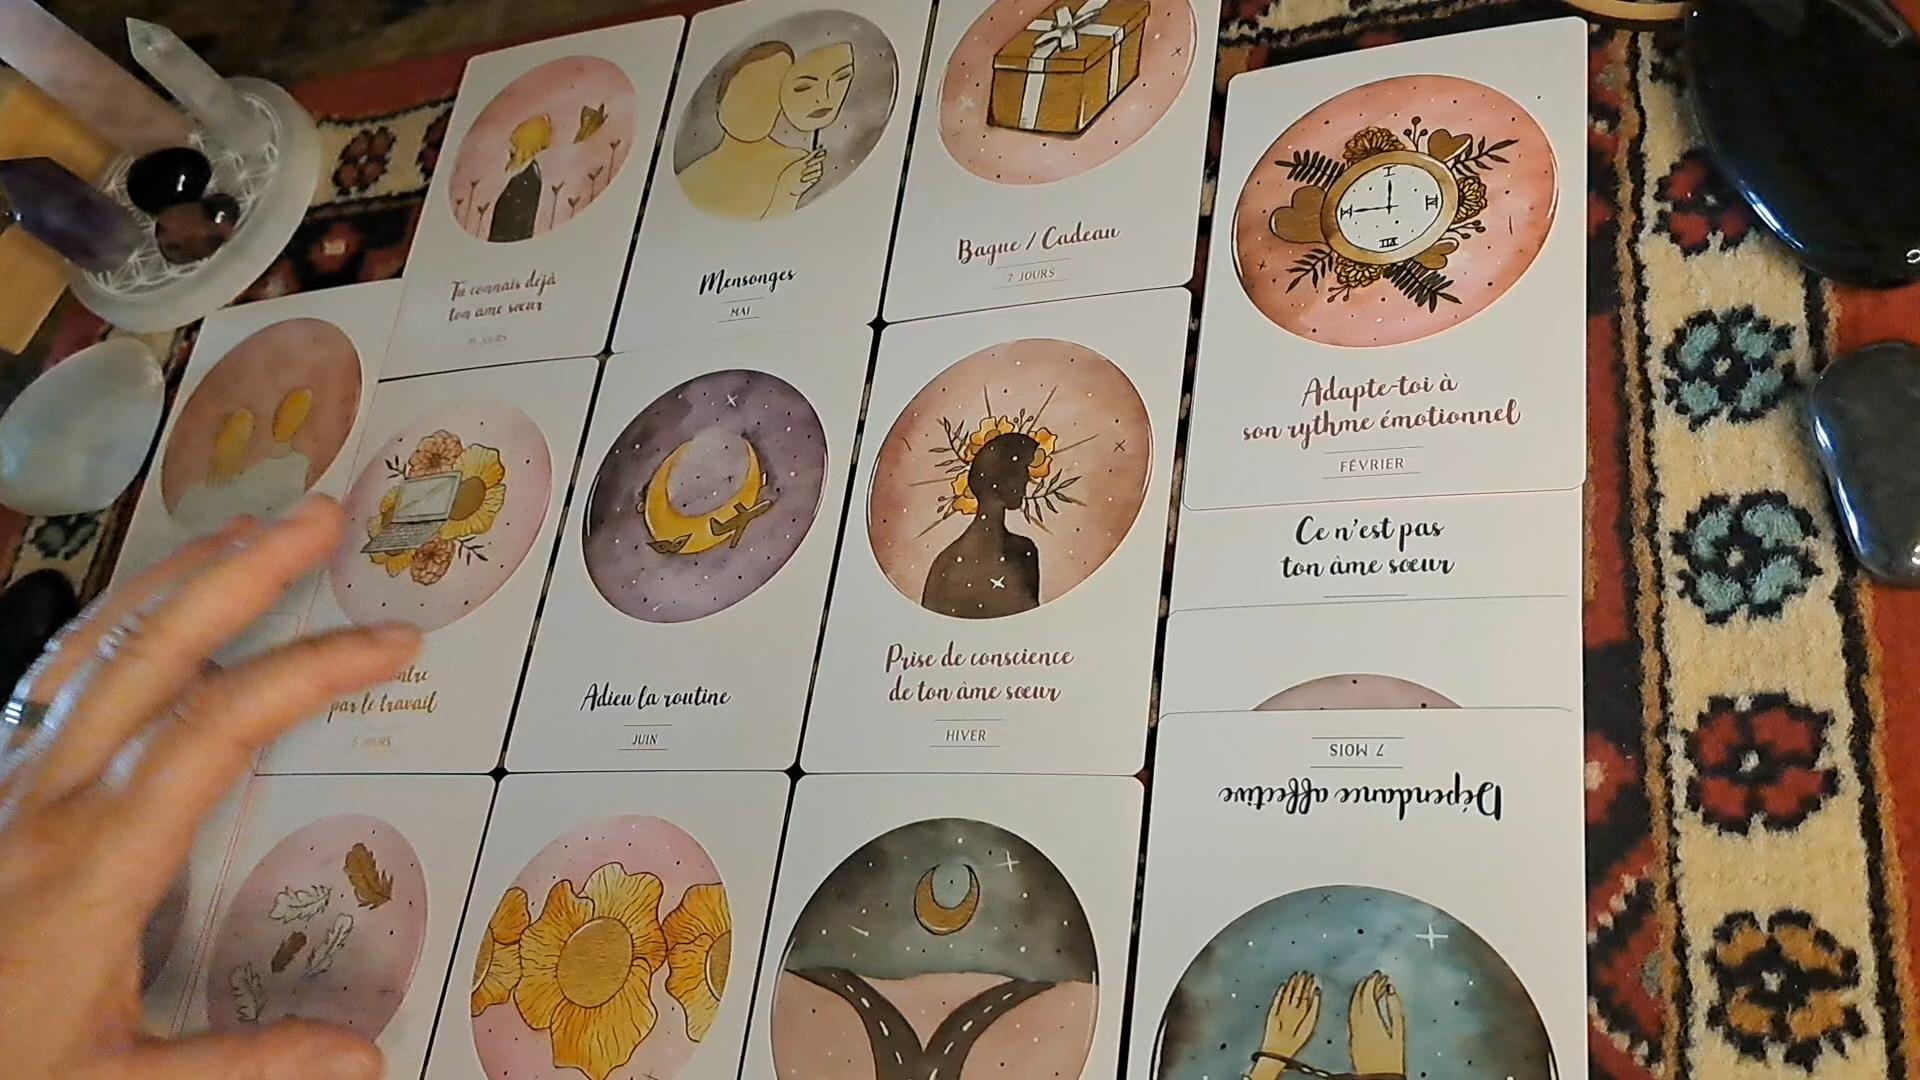 Tu connais déjà
ton âme sœur
15 JOURS
Mensonges
MAI
Bague / Cadeau
7 JOURS
Adapte-toi à
son rythme émotionnel
FÉVRIER
Ce n'est pas
ton âme sœur
par le travail
JOURS
Adieu la routine
JUIN
Prise de conscience
de ton âme sœur
HIVER
7 MOIS
Dépendance affective